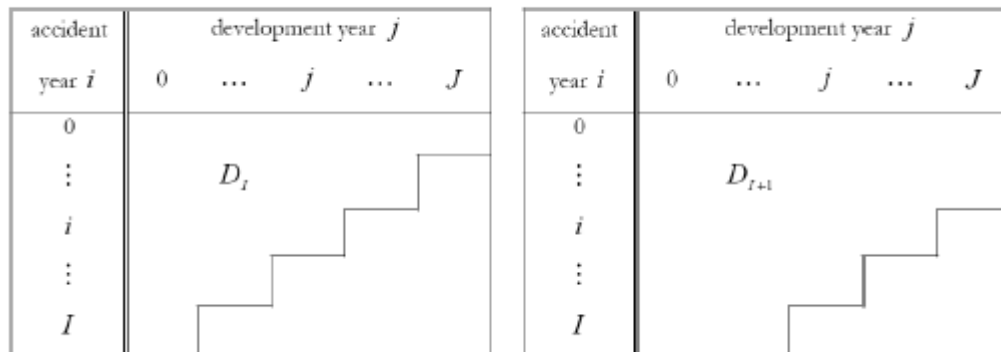 accident development year j
year i 0 ... j ... J
0
⋮ D_I
i
⋮
I
accident development year j
year i 0 ... j ... J
0
⋮ D_{I+1}
i
⋮
I